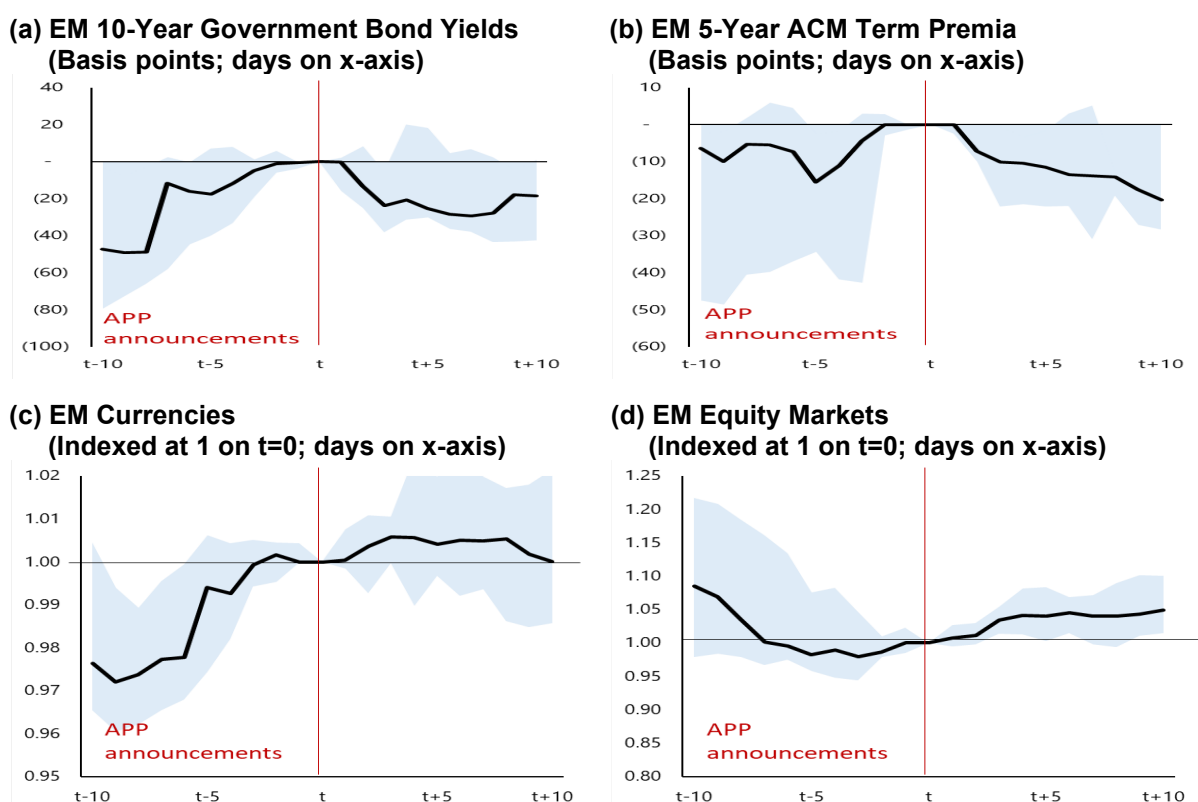 (a) EM 10-Year Government Bond Yields
(Basis points; days on x-axis)
40
20
-
(20)
(40)
(60)
(80)
(100)
APP
announcements
t-10
t-5
t
t+5
t+10
(b) EM 5-Year ACM Term Premia
(Basis points; days on x-axis)
10
-
(10)
(20)
(30)
(40)
(50)
(60)
APP
announcements
t-10
t-5
t
t+5
t+10
(c) EM Currencies
(Indexed at 1 on t=0; days on x-axis)
1.02
1.01
1.00
0.99
0.98
0.97
0.96
0.95
APP
announcements
t-10
t-5
t
t+5
t+10
(d) EM Equity Markets
(Indexed at 1 on t=0; days on x-axis)
1.25
1.20
1.15
1.10
1.05
1.00
0.95
0.90
0.85
0.80
APP
announcements
t-10
t-5
t
t+5
t+10